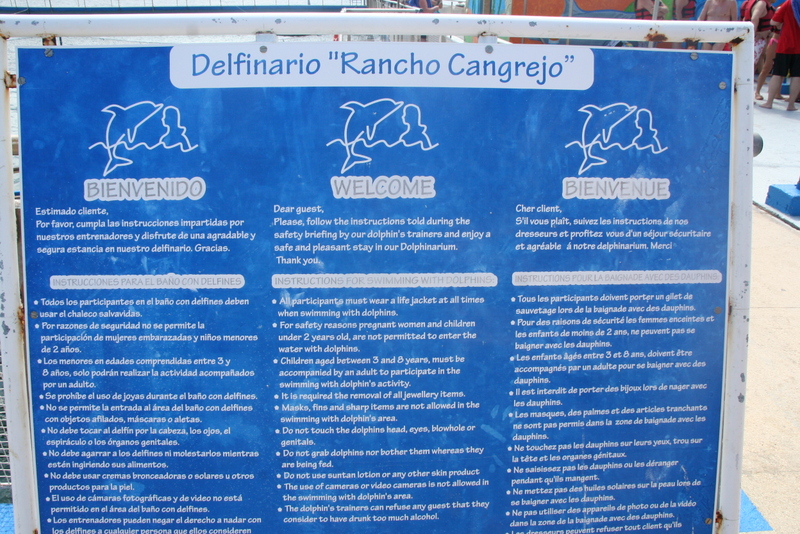 Delfinario "Rancho Cangrejo"
BIENVENIDO
Estimado cliente,
Por favor, cumpla las instrucciones impartidas por
nuestros entrenadores y disfrute de una agradable y
segura estancia en nuestro delfinario. Gracias.
INSTRUCCIONES PARA EL BAÑO CON DELFINES
Todos los participantes en el baño con delfines deben
usar el chaleco salvavidas.
Por razones de seguridad no se permite la
participación de mujeres embarazadas y niños menores
de 2 años.
Los menores en edades comprendidas entre 3 y
8 años, solo podrán realizar la actividad acompañados
por un adulto.
Se prohíbe el uso de joyas durante el baño con delfines.
No se permite la entrada al área del baño con delfines
con objetos afilados, máscaras o aletas.
No debe tocar al delfin por la cabeza, los ojos, el
espiráculo o los órganos genitales.
No debe agarrar a los delfines ni molestarlos mientras
estén ingiriendo sus alimentos.
No debe usar cremas bronceadoras o solares u otros
productos para la piel.
El uso de cámaras fotográficas y de video no está
permitido en el área del baño con delfines.
Los entrenadores pueden negar el derecho a nadar con
los delfines a cualquier persona que ellos consideren
WELCOME
Dear guest,
Please, follow the instructions told during the
safety briefing by our dolphin's trainers and enjoy a
safe and pleasant stay in our Dolphinarium.
Thank you.
INSTRUCTIONS FOR SWIMMING WITH DOLPHINS
All participants must wear a life jacket at all times
when swimming with dolphins.
For safety reasons pregnant women and children
under 2 years old, are not permitted to enter the
water with dolphins.
Children aged between 3 and 8 years, must be
accompanied by an adult to participate in the
swimming with dolphin's activity.
It is required the removal of all jewellery items.
Masks, fins and sharp items are not allowed in the
swimming with dolphin's area.
Do not touch the dolphins head, eyes, blowhole or
genitals.
Do not grab dolphins nor bother them whereas they
are being fed.
Do not use suntan lotion or any other skin product
The use of cameras or video cameras is not allowed in
the swimming with dolphin's area.
The dolphin's trainers can refuse any guest that they
consider to have drunk too much alcohol.
BIENVENUE
Cher client,
S'il vous plaît, suivez les instructions de nos
dresseurs et profitez vous d'un séjour sécuritaire
et agréable á notre delphinarium. Merci
INSTRUCTIONS POUR LA BAIGNADE AVEC DES DAUPHINS
Tous les participants doivent porter un gilet de
sauvetage lors de la baignade avec des dauphins.
Pour des raisons de sécurité les femmes enceintes et
les enfants de moins de 2 ans, ne peuvent pas se
baigner avec les dauphins.
Les enfants âgés entre 3 et 8 ans, doivent être
accompagnés par un adulte pour se baigner avec des
dauphins.
Il est interdit de porter des bijoux lors de nager avec
les dauphins.
Les masques, des palmes et des articles tranchants
ne sont pas permis dans la zone de baignade avec les
dauphins.
Ne touchez pas les dauphins sur leurs yeux, trou sur
la tête et les organes génitaux.
Ne saisissez pas les dauphins ou les déranger
pendant qu'ils mangent.
Ne mettez pas des huiles solaires sur la peau lors de
se baigner avec les dauphins.
Ne pas utiliser des appareils de photo ou de la vidéo
dans la zone de la baignade avec des dauphins.
Les dresseurs peuvent refuser tout client qu'ils